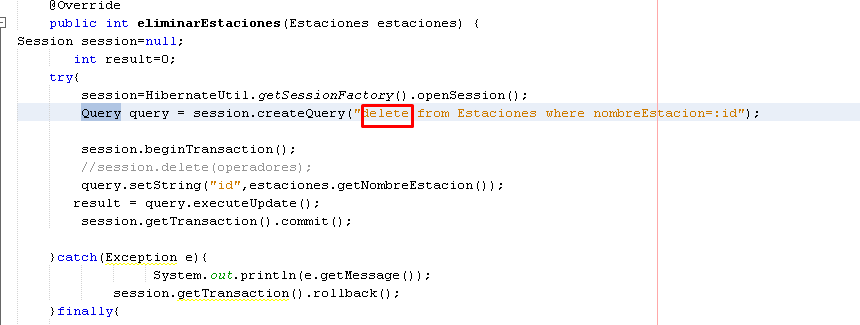 @Override
public int eliminarEstaciones(Estaciones estaciones) {
Session session=null;
int result=0;
try{
session=HibernateUtil.getSessionFactory().openSession();
Query query = session.createQuery("delete from Estaciones where nombreEstacion=:id");
session.beginTransaction();
//session.delete(operadores);
query.setString("id",estaciones.getNombreEstacion());
result = query.executeUpdate();
session.getTransaction().commit();
}catch(Exception e){
System.out.println(e.getMessage());
session.getTransaction().rollback();
}finally{